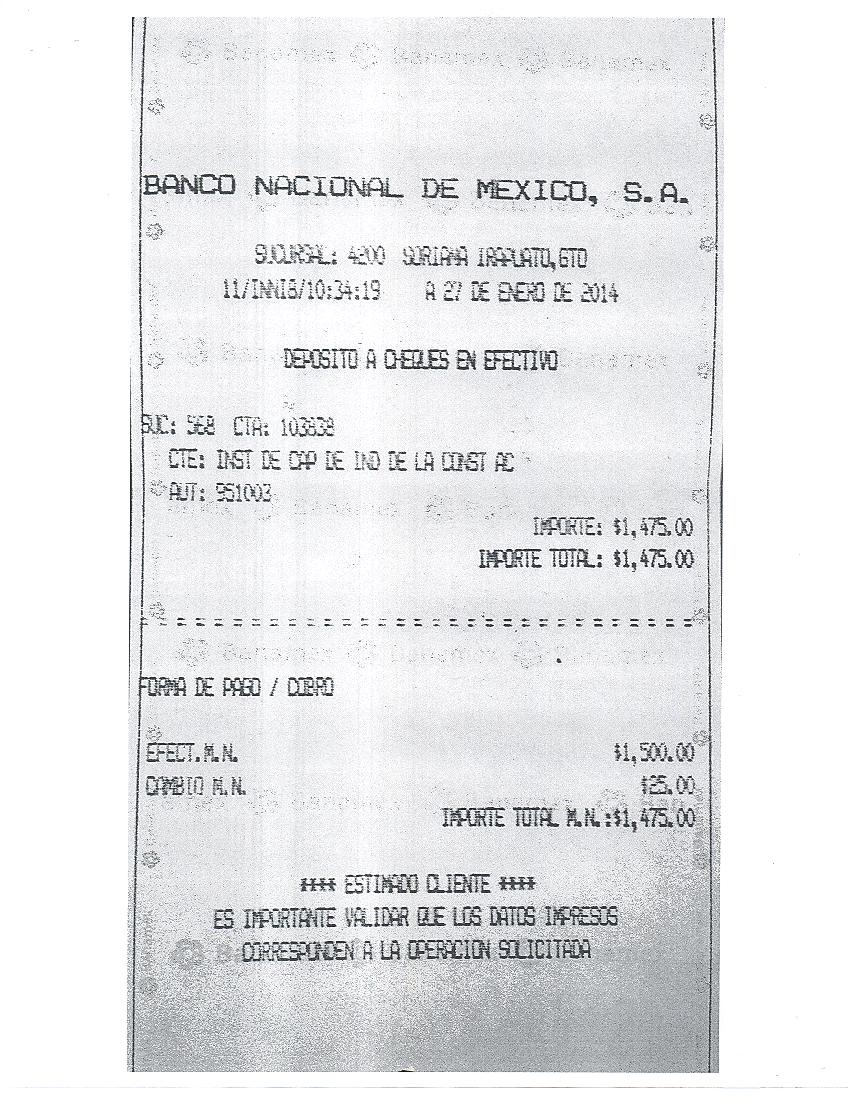 BANCO NACIONAL DE MEXICO, S.A.
SUCURSAL: 4200 SORIANA IRAPUATO,GTO
11/INNI8/10:34:19 A 27 DE ENERO DE 2014
DEPOSITO A CHEQUES EN EFECTIVO
SUC: 568 CTA: 103838
CTE: INST DE CAP DE IND DE LA CONST AC
AUT: 951003
IMPORTE: $1,475.00
IMPORTE TOTAL: $1,475.00
FORMA DE PAGO / COBRO
EFECT.M.N. $1,500.00
CAMBIO M.N. $25.00
IMPORTE TOTAL M.N.:$1,475.00
**** ESTIMADO CLIENTE ****
ES IMPORTANTE VALIDAR QUE LOS DATOS IMPRESOS
CORRESPONDEN A LA OPERACION SOLICITADA